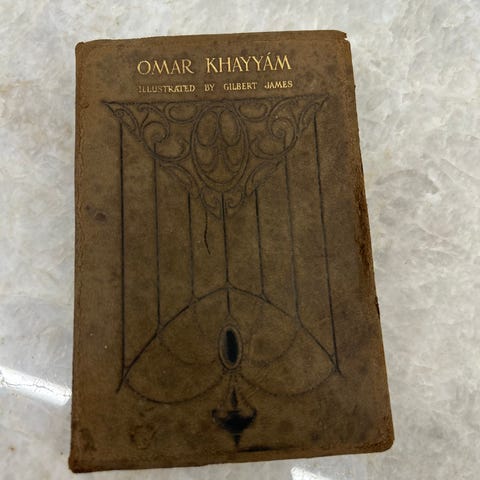 OMAR KHAYYÁM
ILLUSTRATED BY GILBERT JAMES